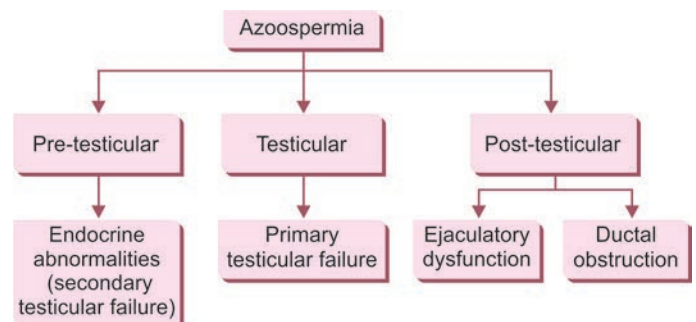 Azoospermia
Pre-testicular
Testicular
Post-testicular
Endocrine
abnormalities
(secondary
testicular failure)
Primary
testicular failure
Ejaculatory
dysfunction
Ductal
obstruction